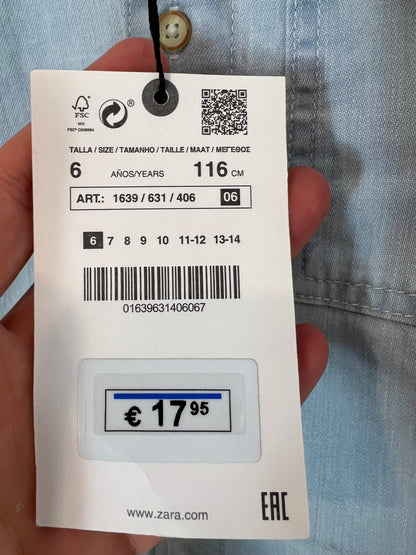 FSC
MIX
TALLA / SIZE / TAMANHO / TAILLE / MAAT / ΜΕΓΕΘΟΣ
6 AÑOS/YEARS 116 CM
ART.: 1639 / 631 / 406 06
6 7 8 9 10 11-12 13-14
01639631406067
€ 17 95
www.zara.com
EAC